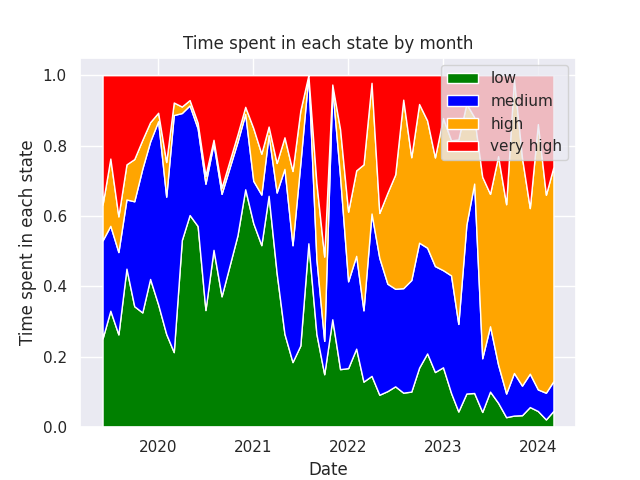 Time spent in each state by month
low
medium
high
very high
1.0
0.8
0.6
0.4
0.2
0.0
Time spent in each state
2020
2021
2022
2023
2024
Date